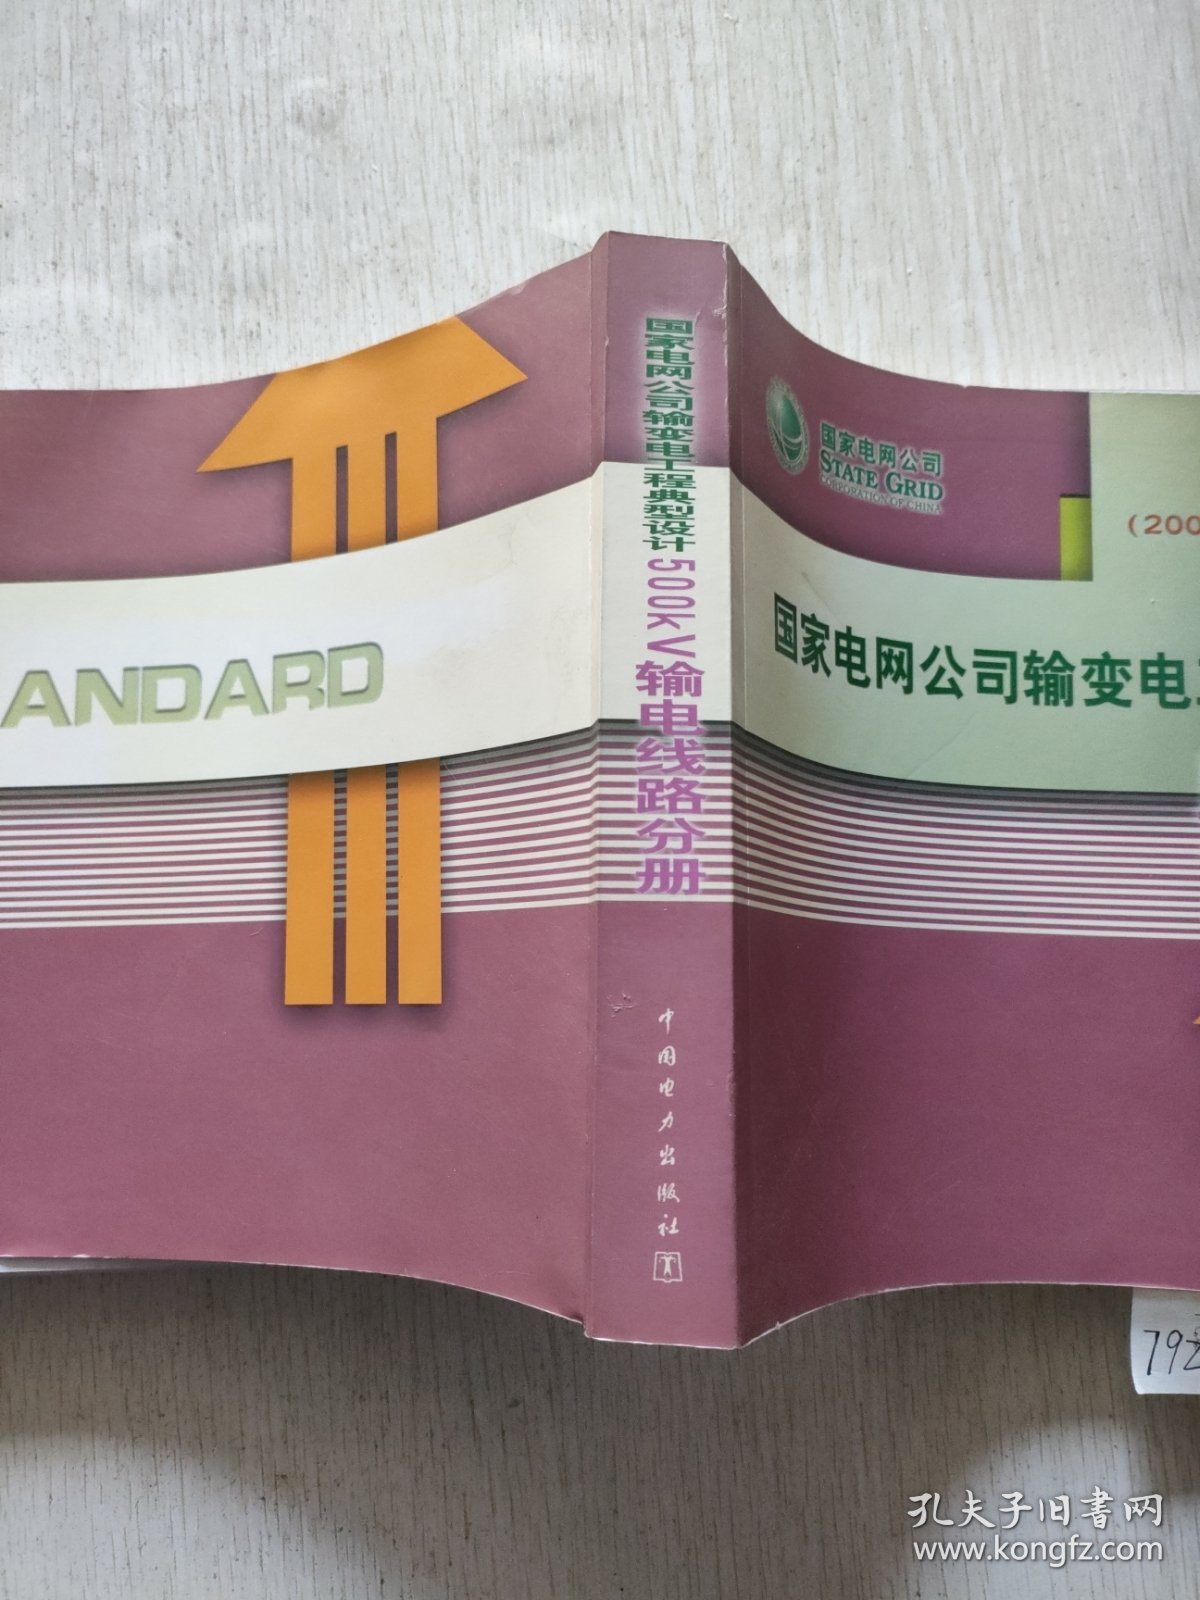 ANDARD
国家电网公司输变电工程典型设计 500kV输电线路分册
中国电力出版社
国家电网公司
STATE GRID
CORPORATION OF CHINA
(200
国家电网公司输变电
792
孔夫子旧书网
www.kongfz.com